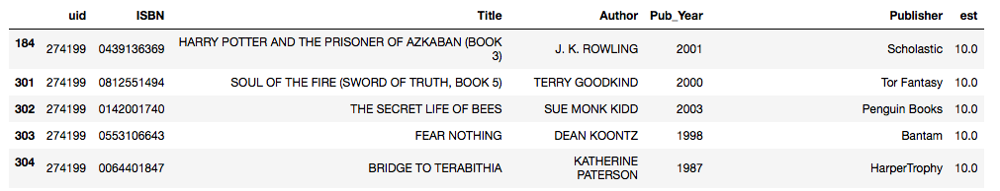 uid ISBN Title Author Pub_Year Publisher est
184 274199 0439136369 HARRY POTTER AND THE PRISONER OF AZKABAN (BOOK 3) J. K. ROWLING 2001 Scholastic 10.0
301 274199 0812551494 SOUL OF THE FIRE (SWORD OF TRUTH, BOOK 5) TERRY GOODKIND 2000 Tor Fantasy 10.0
302 274199 0142001740 THE SECRET LIFE OF BEES SUE MONK KIDD 2003 Penguin Books 10.0
303 274199 0553106643 FEAR NOTHING DEAN KOONTZ 1998 Bantam 10.0
304 274199 0064401847 BRIDGE TO TERABITHIA KATHERINE PATERSON 1987 HarperTrophy 10.0